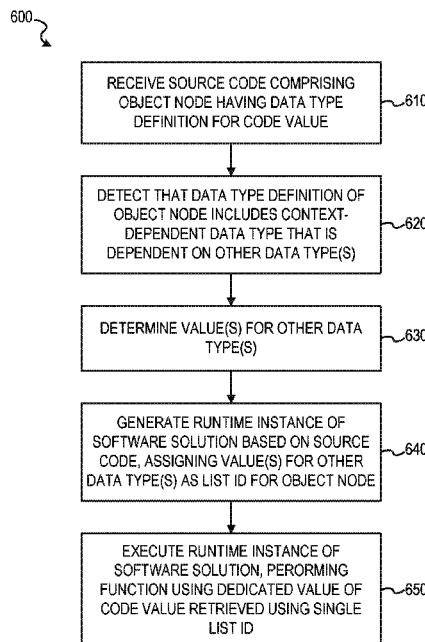 600
RECEIVE SOURCE CODE COMPRISING
OBJECT NODE HAVING DATA TYPE
DEFINITION FOR CODE VALUE
610
DETECT THAT DATA TYPE DEFINITION OF
OBJECT NODE INCLUDES CONTEXT-
DEPENDENT DATA TYPE THAT IS
DEPENDENT ON OTHER DATA TYPE(S)
620
DETERMINE VALUE(S) FOR OTHER DATA
TYPE(S)
630
GENERATE RUNTIME INSTANCE OF
SOFTWARE SOLUTION BASED ON SOURCE
CODE, ASSIGNING VALUE(S) FOR OTHER
DATA TYPE(S) AS LIST ID FOR OBJECT NODE
640
EXECUTE RUNTIME INSTANCE OF
SOFTWARE SOLUTION, PERORMING
FUNCTION USING DEDICATED VALUE OF
CODE VALUE RETRIEVED USING SINGLE
LIST ID
650